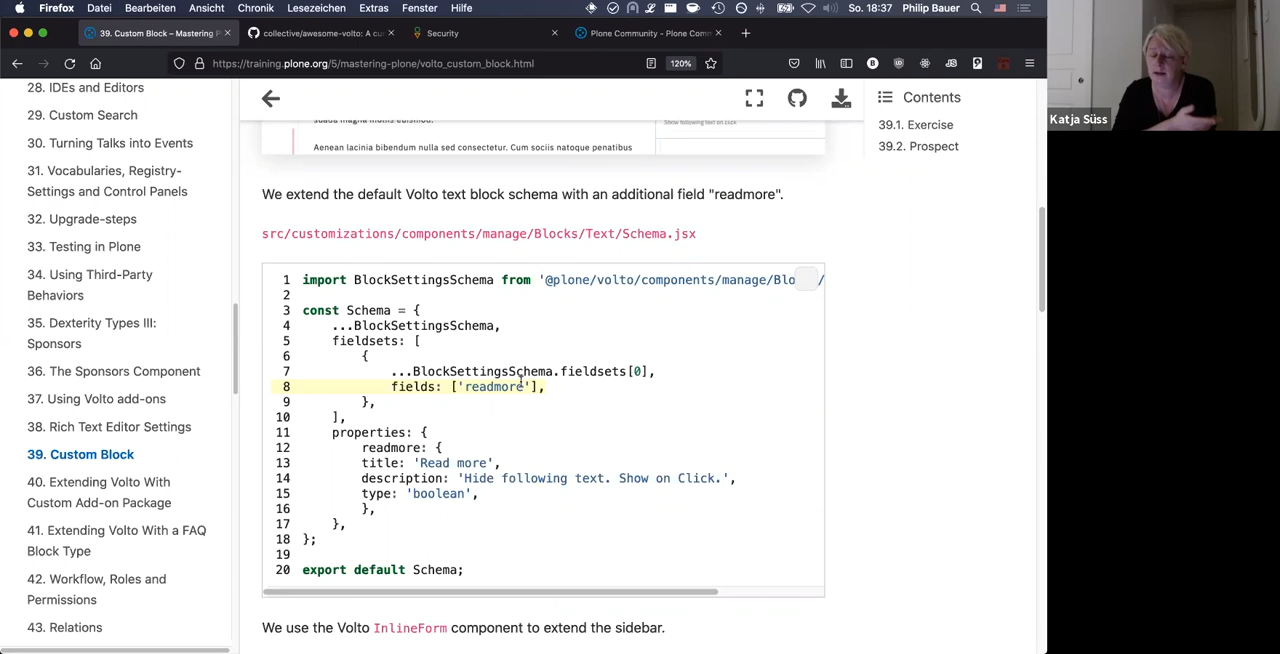 Firefox Datei Bearbeiten Ansicht Chronik Lesezeichen Extras Fenster Hilfe So. 18:37 Philip Bauer
39. Custom Block – Mastering P
collective/awesome-volto: A cu
Security
Plone Community - Plone Com
https://training.plone.org/5/mastering-plone/volto_custom_block.html
120%
28. IDEs and Editors
29. Custom Search
30. Turning Talks into Events
31. Vocabularies, Registry-
Settings and Control Panels
32. Upgrade-steps
33. Testing in Plone
34. Using Third-Party
Behaviors
35. Dexterity Types III:
Sponsors
36. The Sponsors Component
37. Using Volto add-ons
38. Rich Text Editor Settings
39. Custom Block
40. Extending Volto With
Custom Add-on Package
41. Extending Volto With a FAQ
Block Type
42. Workflow, Roles and
Permissions
43. Relations
Show following text on click
Aenean lacinia bibendum nulla sed consectetur. Cum sociis natoque penatibus
We extend the default Volto text block schema with an additional field "readmore".
src/customizations/components/manage/Blocks/Text/Schema.jsx
1 import BlockSettingsSchema from '@plone/volto/components/manage/Blo /
2
3 const Schema = {
4 ...BlockSettingsSchema,
5 fieldsets: [
6 {
7 ...BlockSettingsSchema.fieldsets[0],
8 fields: ['readmore'],
9 },
10 ],
11 properties: {
12 readmore: {
13 title: 'Read more',
14 description: 'Hide following text. Show on Click.',
15 type: 'boolean',
16 },
17 },
18 };
19
20 export default Schema;
We use the Volto InlineForm component to extend the sidebar.
Contents
39.1. Exercise
39.2. Prospect
Katja Süss